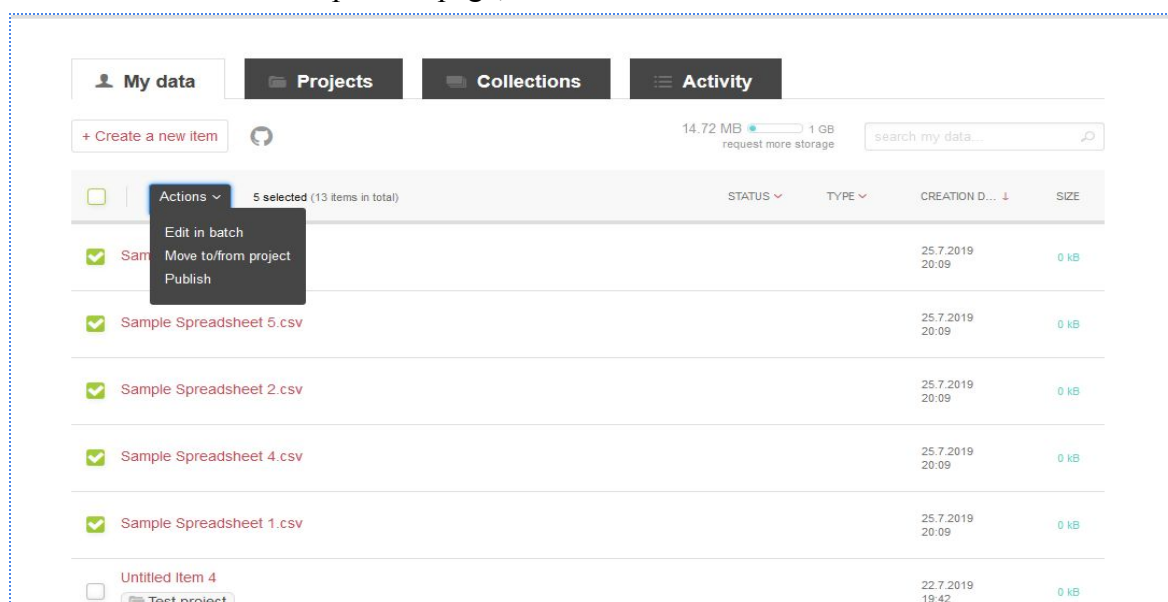 My data Projects Collections Activity
+ Create a new item 14.72 MB 1 GB search my data...
request more storage
Actions 5 selected (13 items in total) STATUS TYPE CREATION D... SIZE
Edit in batch
Sam Move to/from project 25.7.2019 0 kB
20:09
Publish
Sample Spreadsheet 5.csv 25.7.2019 0 kB
20:09
Sample Spreadsheet 2.csv 25.7.2019 0 kB
20:09
Sample Spreadsheet 4.csv 25.7.2019 0 kB
20:09
Sample Spreadsheet 1.csv 25.7.2019 0 kB
20:09
Untitled Item 4 22.7.2019 0 kB
Test project 19:42